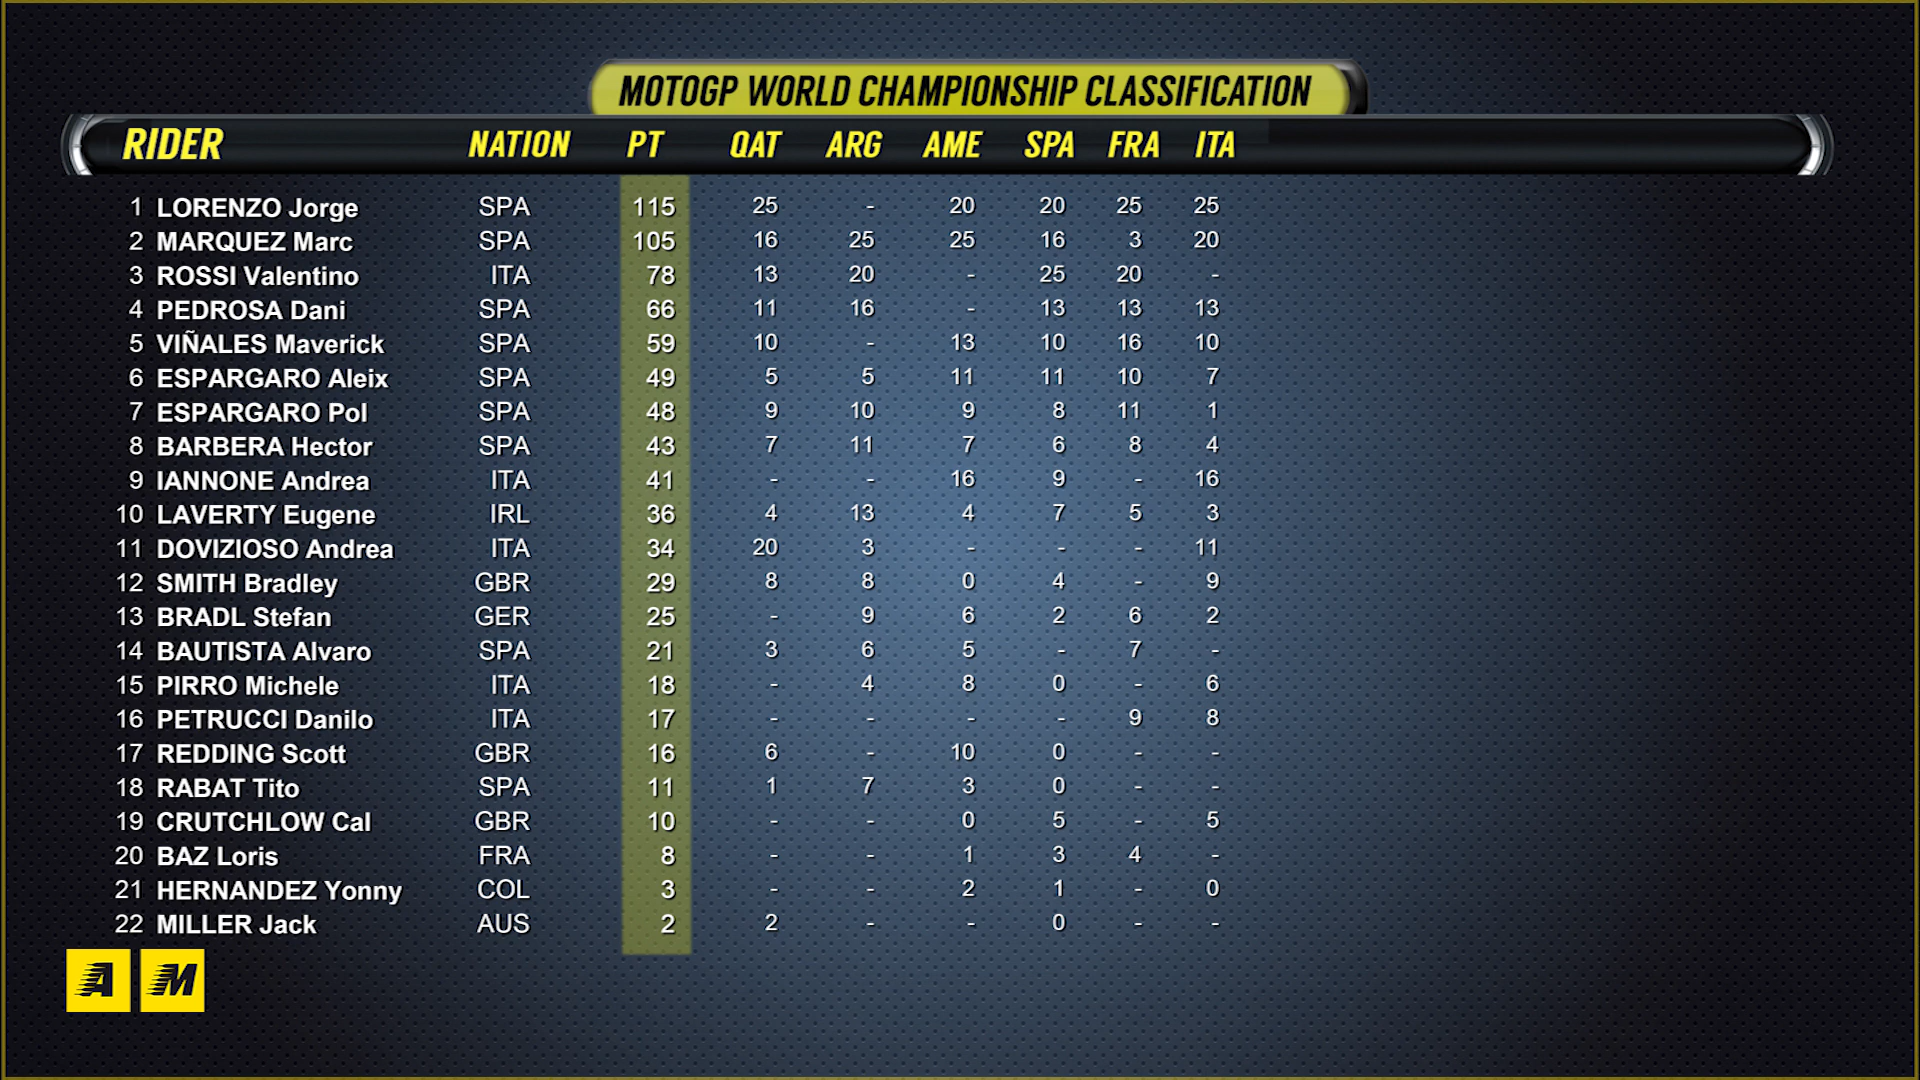 MOTOGP WORLD CHAMPIONSHIP CLASSIFICATION
RIDER NATION PT QAT ARG AME SPA FRA ITA
1 LORENZO Jorge SPA 115 25 - 20 20 25 25
2 MARQUEZ Marc SPA 105 16 25 25 16 3 20
3 ROSSI Valentino ITA 78 13 20 - 25 20 -
4 PEDROSA Dani SPA 66 11 16 - 13 13 13
5 VIÑALES Maverick SPA 59 10 - 13 10 16 10
6 ESPARGARO Aleix SPA 49 5 5 11 11 10 7
7 ESPARGARO Pol SPA 48 9 10 9 8 11 1
8 BARBERA Hector SPA 43 7 11 7 6 8 4
9 IANNONE Andrea ITA 41 - - 16 9 - 16
10 LAVERTY Eugene IRL 36 4 13 4 7 5 3
11 DOVIZIOSO Andrea ITA 34 20 3 - - - 11
12 SMITH Bradley GBR 29 8 8 0 4 - 9
13 BRADL Stefan GER 25 - 9 6 2 6 2
14 BAUTISTA Alvaro SPA 21 3 6 5 - 7 -
15 PIRRO Michele ITA 18 - 4 8 0 - 6
16 PETRUCCI Danilo ITA 17 - - - - 9 8
17 REDDING Scott GBR 16 6 - 10 0 - -
18 RABAT Tito SPA 11 1 7 3 0 - -
19 CRUTCHLOW Cal GBR 10 - - 0 5 - 5
20 BAZ Loris FRA 8 - - 1 3 4 -
21 HERNANDEZ Yonny COL 3 - - 2 1 - 0
22 MILLER Jack AUS 2 2 - - 0 - -
A M